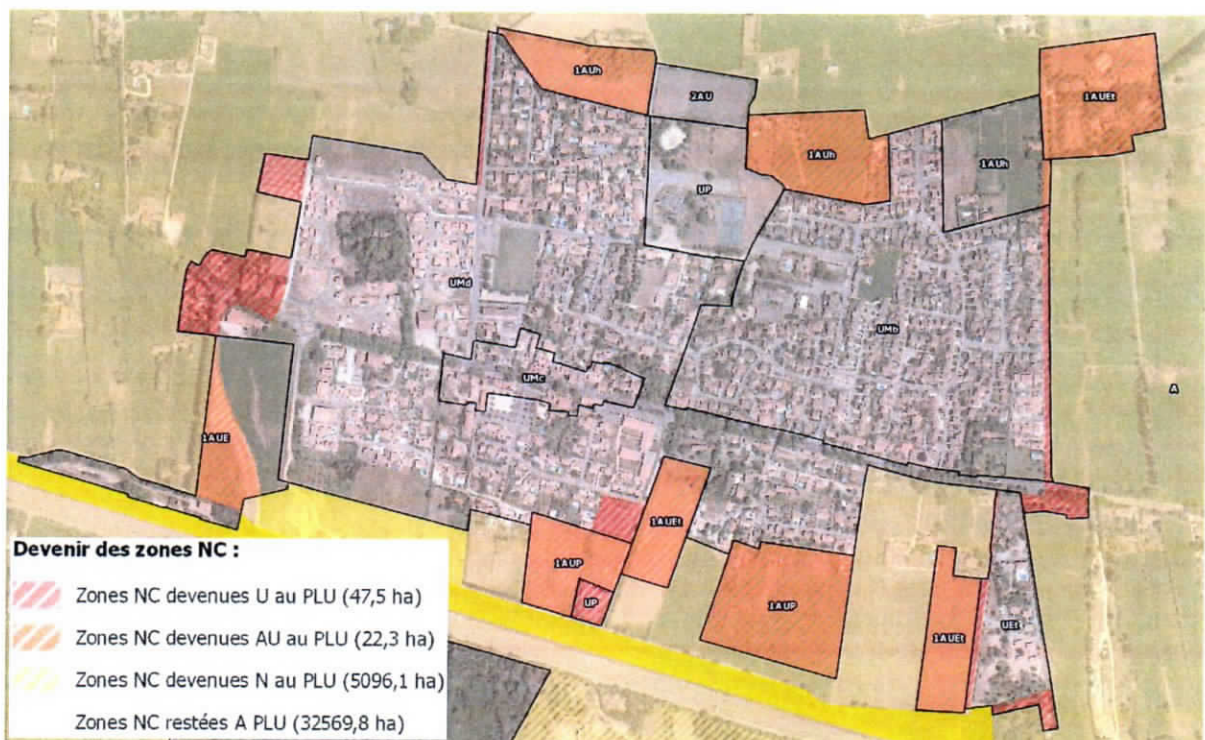 1AUh
2AU
1AUEt
1AUh
1AUh
UP
UMd
UMb
UMc
A
1AUE
1AUEt
1AUP
UP
1AUP
1AUEt
UEt
Devenir des zones NC :
Zones NC devenues U au PLU (47,5 ha)
Zones NC devenues AU au PLU (22,3 ha)
Zones NC devenues N au PLU (5096,1 ha)
Zones NC restées A PLU (32569,8 ha)